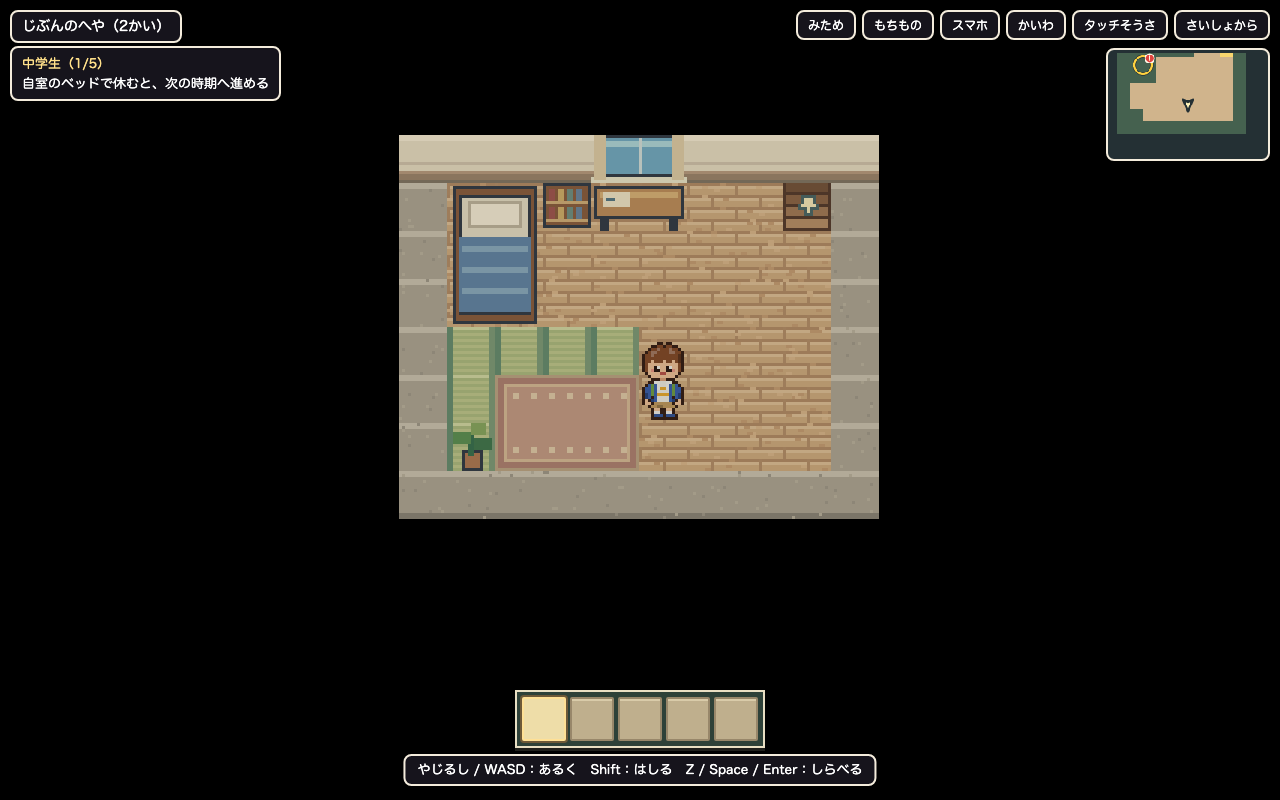 じぶんのへや（2かい）
みため
もちもの
スマホ
かいわ
タッチそうさ
さいしょから
中学生（1/5）
自室のベッドで休むと、次の時期へ進める
!
やじるし / WASD：あるく　Shift：はしる　Z / Space / Enter：しらべる